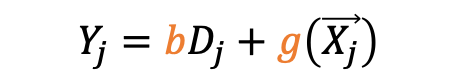 Yⱼ = bDⱼ + g(X⃗ⱼ)